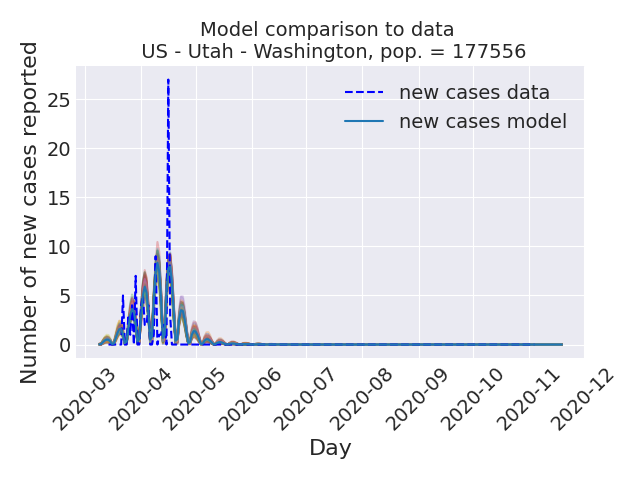 Model comparison to data
US - Utah - Washington, pop. = 177556
Number of new cases reported
25
20
15
10
5
0
new cases data
new cases model
2020-03
2020-04
2020-05
2020-06
2020-07
2020-08
2020-09
2020-10
2020-11
2020-12
Day